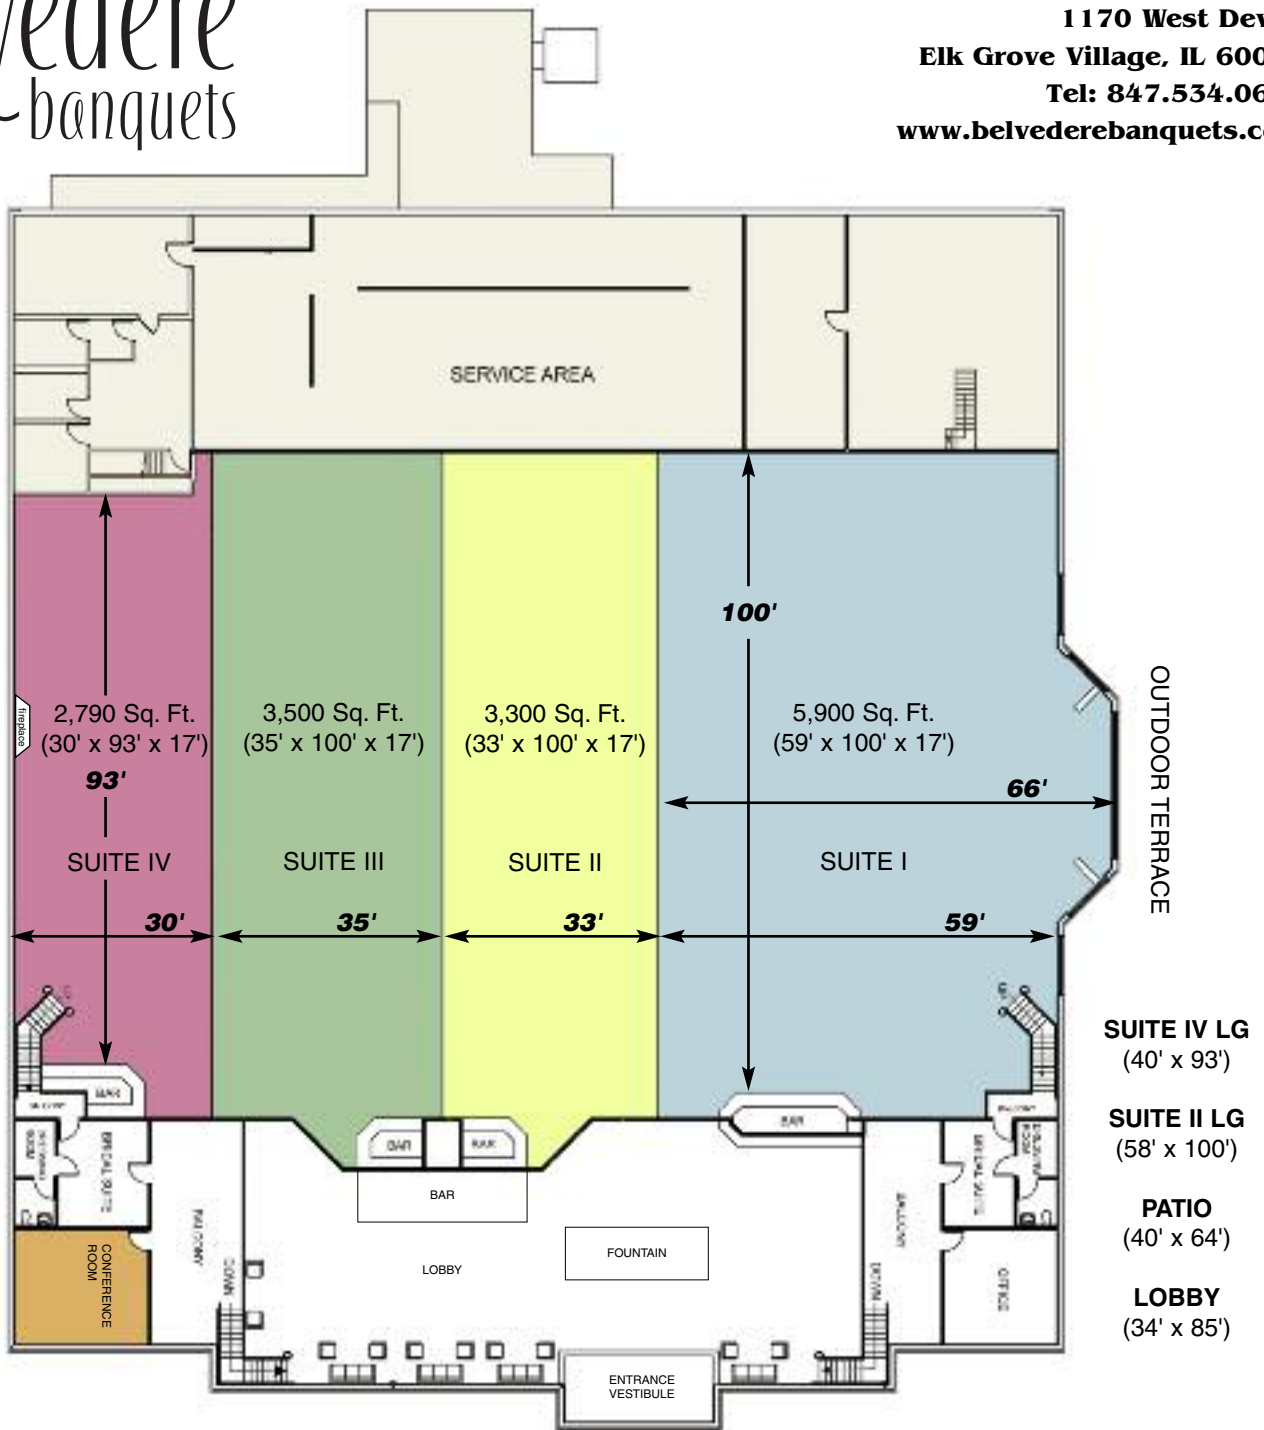 vedere
banquets
1170 West Dev
Elk Grove Village, IL 600
Tel: 847.534.06
www.belvederebanquets.co
SERVICE AREA
100'
2,790 Sq. Ft.
(30' x 93' x 17')
3,500 Sq. Ft.
(35' x 100' x 17')
3,300 Sq. Ft.
(33' x 100' x 17')
5,900 Sq. Ft.
(59' x 100' x 17')
fireplace
93'
66'
OUTDOOR TERRACE
SUITE IV
SUITE III
SUITE II
SUITE I
30'
35'
33'
59'
UP
SUITE IV LG
(40' x 93')
SUITE II LG
(58' x 100')
PATIO
(40' x 64')
LOBBY
(34' x 85')
BAR
BAR
BAR
BAR
BALCONY
BRIDAL SUITE
BRIDAL SUITE
BAR
BALCONY
BALCONY
FOUNTAIN
LOBBY
CONFERENCE
ROOM
DOWN
DOWN
OFFICE
ENTRANCE
VESTIBULE